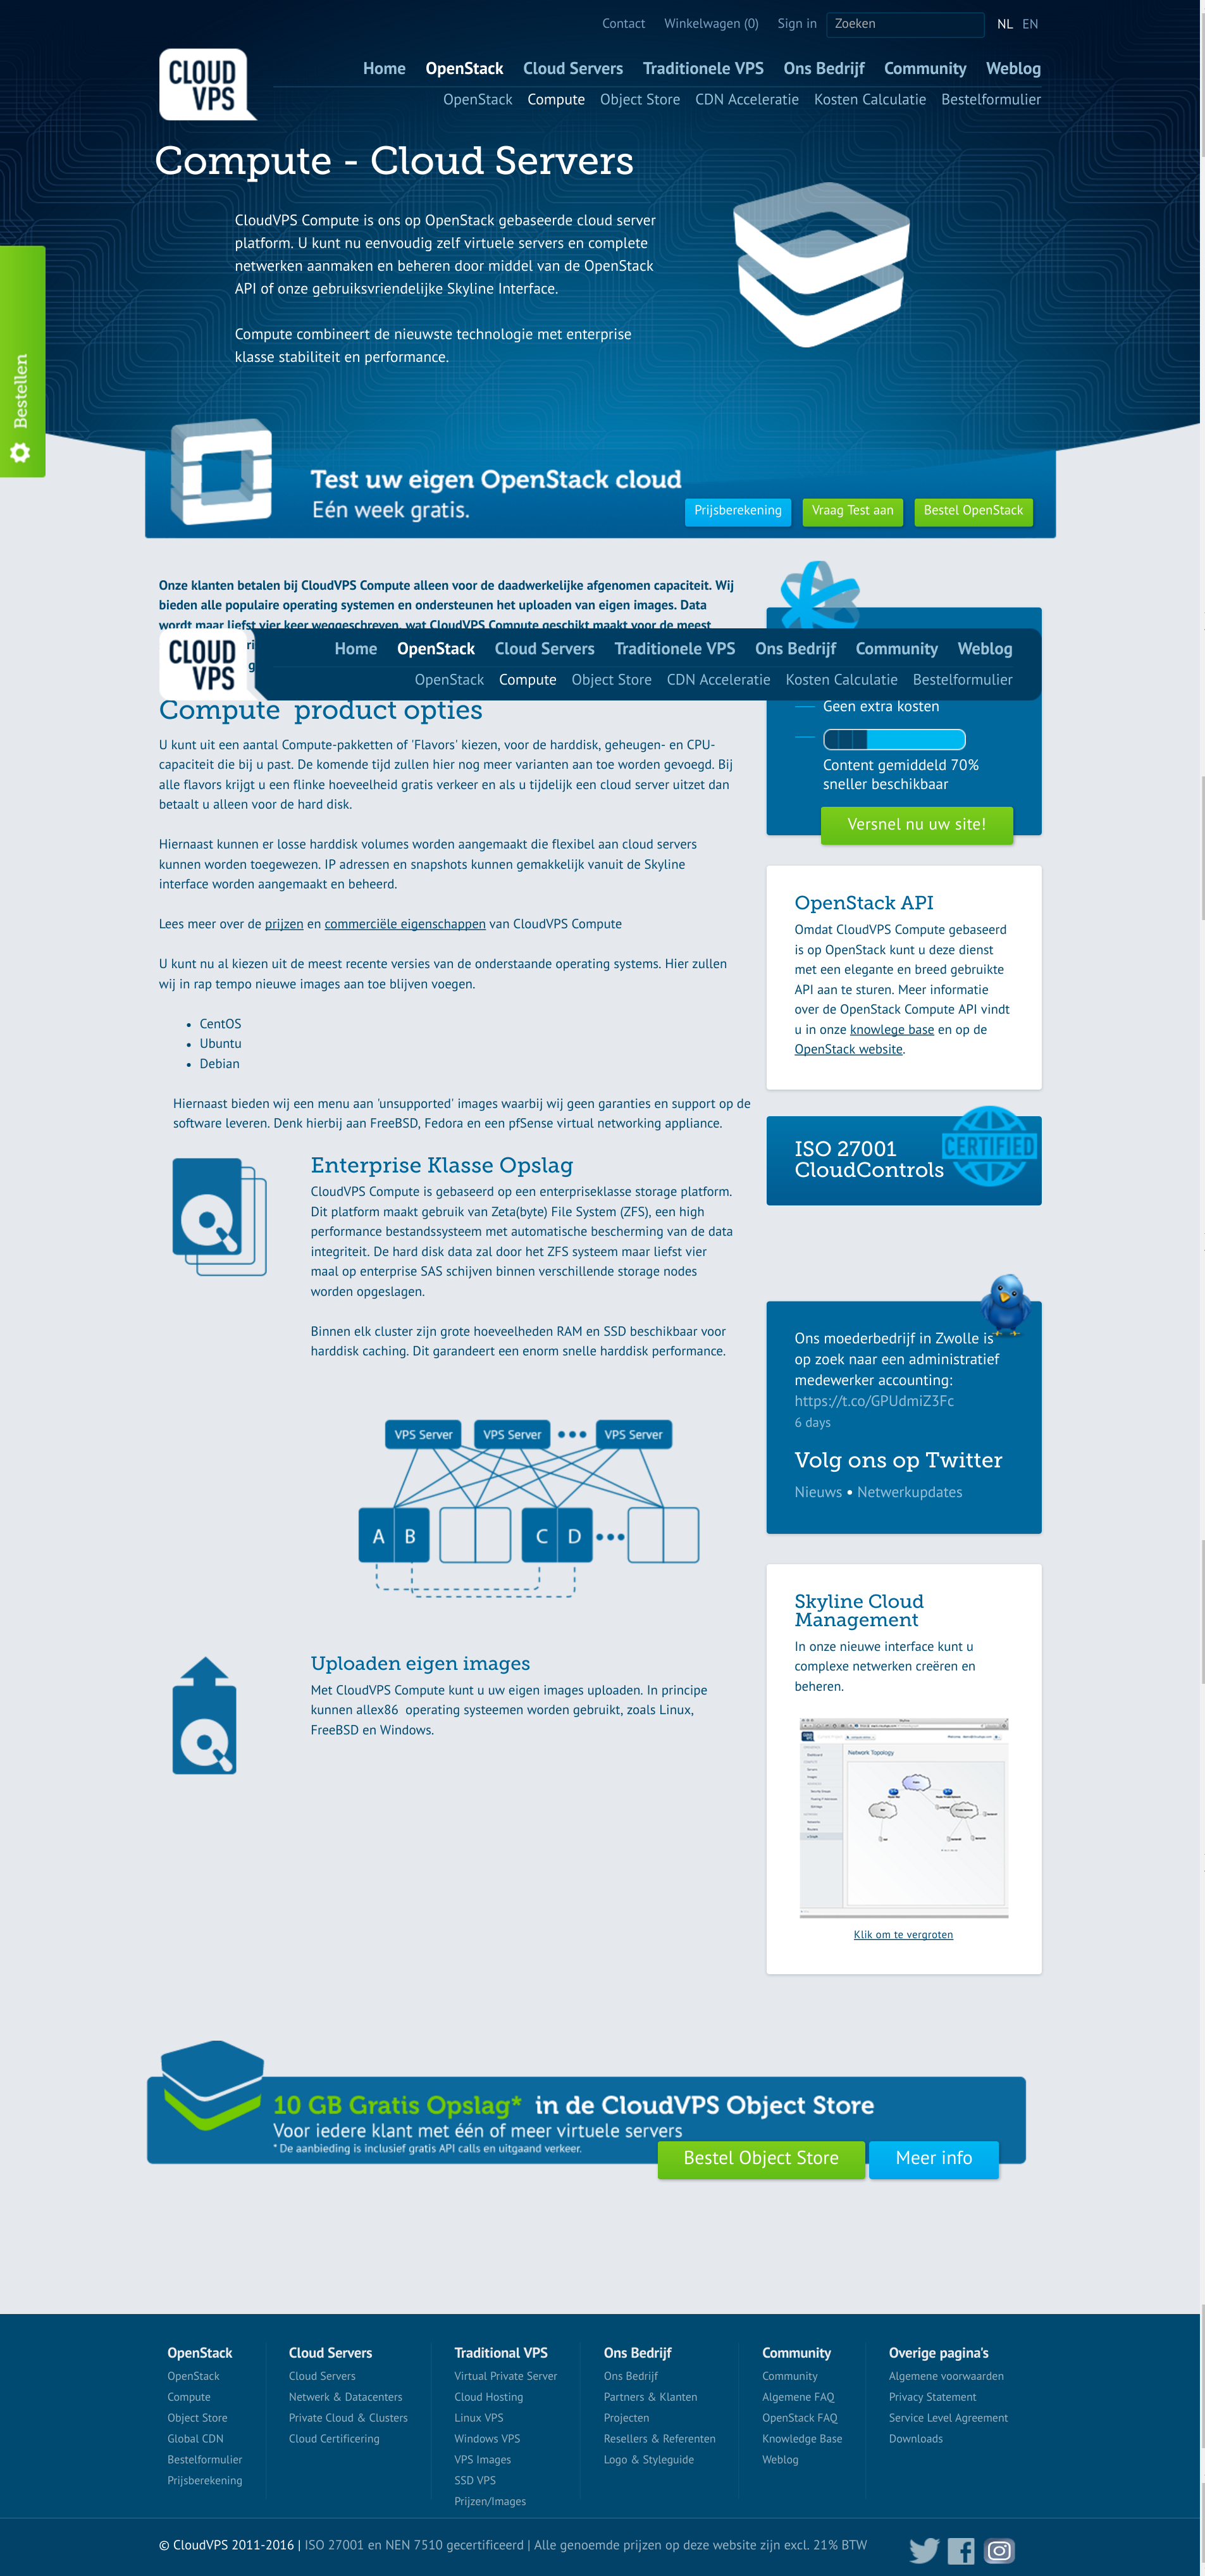 Contact Winkelwagen (0) Sign in Zoeken NL EN
CLOUD
VPS
Home OpenStack Cloud Servers Traditionele VPS Ons Bedrijf Community Weblog
OpenStack Compute Object Store CDN Acceleratie Kosten Calculatie Bestelformulier
Compute - Cloud Servers
CloudVPS Compute is ons op OpenStack gebaseerde cloud server
platform. U kunt nu eenvoudig zelf virtuele servers en complete
netwerken aanmaken en beheren door middel van de OpenStack
API of onze gebruiksvriendelijke Skyline Interface.
Compute combineert de nieuwste technologie met enterprise
klasse stabiliteit en performance.
Bestellen
Test uw eigen OpenStack cloud
Eén week gratis.
Prijsberekening Vraag Test aan Bestel OpenStack
Onze klanten betalen bij CloudVPS Compute alleen voor de daadwerkelijke afgenomen capaciteit. Wij
bieden alle populaire operating systemen en ondersteunen het uploaden van eigen images. Data
wordt maar liefst vier keer weggeschreven, wat CloudVPS Compute geschikt maakt voor de meest
CLOUD
VPS
Home OpenStack Cloud Servers Traditionele VPS Ons Bedrijf Community Weblog
OpenStack Compute Object Store CDN Acceleratie Kosten Calculatie Bestelformulier
Compute product opties
U kunt uit een aantal Compute-pakketten of 'Flavors' kiezen, voor de harddisk, geheugen- en CPU-
capaciteit die bij u past. De komende tijd zullen hier nog meer varianten aan toe worden gevoegd. Bij
alle flavors krijgt u een flinke hoeveelheid gratis verkeer en als u tijdelijk een cloud server uitzet dan
betaalt u alleen voor de hard disk.
Hiernaast kunnen er losse harddisk volumes worden aangemaakt die flexibel aan cloud servers
kunnen worden toegewezen. IP adressen en snapshots kunnen gemakkelijk vanuit de Skyline
interface worden aangemaakt en beheerd.
Lees meer over de prijzen en commerciële eigenschappen van CloudVPS Compute
U kunt nu al kiezen uit de meest recente versies van de onderstaande operating systems. Hier zullen
wij in rap tempo nieuwe images aan toe blijven voegen.
• CentOS
• Ubuntu
• Debian
Hiernaast bieden wij een menu aan 'unsupported' images waarbij wij geen garanties en support op de
software leveren. Denk hierbij aan FreeBSD, Fedora en een pfSense virtual networking appliance.
Enterprise Klasse Opslag
CloudVPS Compute is gebaseerd op een enterpriseklasse storage platform.
Dit platform maakt gebruik van Zeta(byte) File System (ZFS), een high
performance bestandssysteem met automatische bescherming van de data
integriteit. De hard disk data zal door het ZFS systeem maar liefst vier
maal op enterprise SAS schijven binnen verschillende storage nodes
worden opgeslagen.
Binnen elk cluster zijn grote hoeveelheden RAM en SSD beschikbaar voor
harddisk caching. Dit garandeert een enorm snelle harddisk performance.
VPS Server VPS Server VPS Server
A B C D
Uploaden eigen images
Met CloudVPS Compute kunt u uw eigen images uploaden. In principe
kunnen allex86 operating systeemen worden gebruikt, zoals Linux,
FreeBSD en Windows.
Geen extra kosten
Content gemiddeld 70%
sneller beschikbaar
Versnel nu uw site!
OpenStack API
Omdat CloudVPS Compute gebaseerd
is op OpenStack kunt u deze dienst
met een elegante en breed gebruikte
API aan te sturen. Meer informatie
over de OpenStack Compute API vindt
u in onze knowlege base en op de
OpenStack website.
ISO 27001
CloudControls
CERTIFIED
Ons moederbedrijf in Zwolle is
op zoek naar een administratief
medewerker accounting:
https://t.co/GPUdmiZ3Fc
6 days
Volg ons op Twitter
Nieuws • Netwerkupdates
Skyline Cloud
Management
In onze nieuwe interface kunt u
complexe netwerken creëren en
beheren.
Network Topology
Klik om te vergroten
10 GB Gratis Opslag* in de CloudVPS Object Store
Voor iedere klant met één of meer virtuele servers
* De aanbieding is inclusief gratis API calls en uitgaand verkeer.
Bestel Object Store Meer info
OpenStack
OpenStack
Compute
Object Store
Global CDN
Bestelformulier
Prijsberekening
Cloud Servers
Cloud Servers
Netwerk & Datacenters
Private Cloud & Clusters
Cloud Certificering
Traditional VPS
Virtual Private Server
Cloud Hosting
Linux VPS
Windows VPS
VPS Images
SSD VPS
Prijzen/Images
Ons Bedrijf
Ons Bedrijf
Partners & Klanten
Projecten
Resellers & Referenten
Logo & Styleguide
Community
Community
Algemene FAQ
OpenStack FAQ
Knowledge Base
Weblog
Overige pagina's
Algemene voorwaarden
Privacy Statement
Service Level Agreement
Downloads
© CloudVPS 2011-2016 | ISO 27001 en NEN 7510 gecertificeerd | Alle genoemde prijzen op deze website zijn excl. 21% BTW